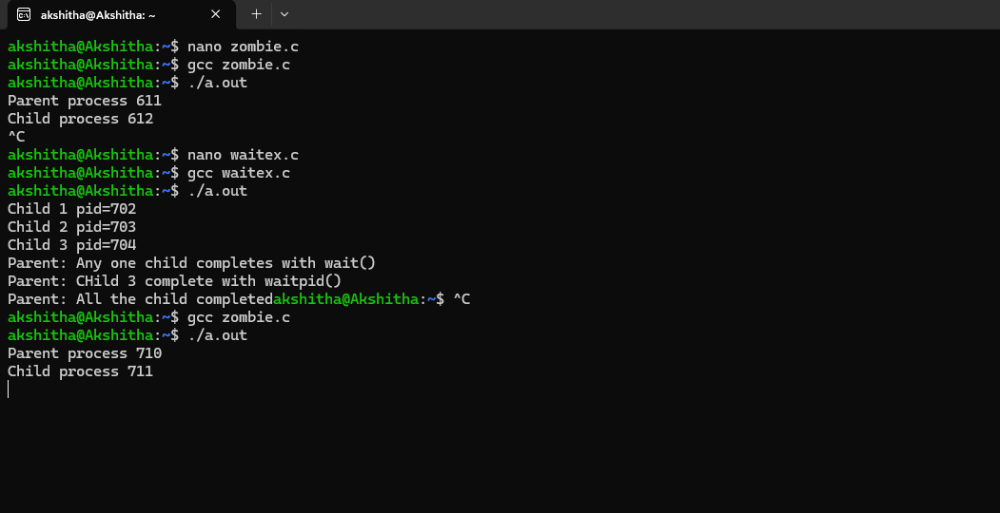 akshitha@Akshitha: ~
akshitha@Akshitha:~$ nano zombie.c
akshitha@Akshitha:~$ gcc zombie.c
akshitha@Akshitha:~$ ./a.out
Parent process 611
Child process 612
^C
akshitha@Akshitha:~$ nano waitex.c
akshitha@Akshitha:~$ gcc waitex.c
akshitha@Akshitha:~$ ./a.out
Child 1 pid=702
Child 2 pid=703
Child 3 pid=704
Parent: Any one child completes with wait()
Parent: CHild 3 complete with waitpid()
Parent: All the child completedakshitha@Akshitha:~$ ^C
akshitha@Akshitha:~$ gcc zombie.c
akshitha@Akshitha:~$ ./a.out
Parent process 710
Child process 711